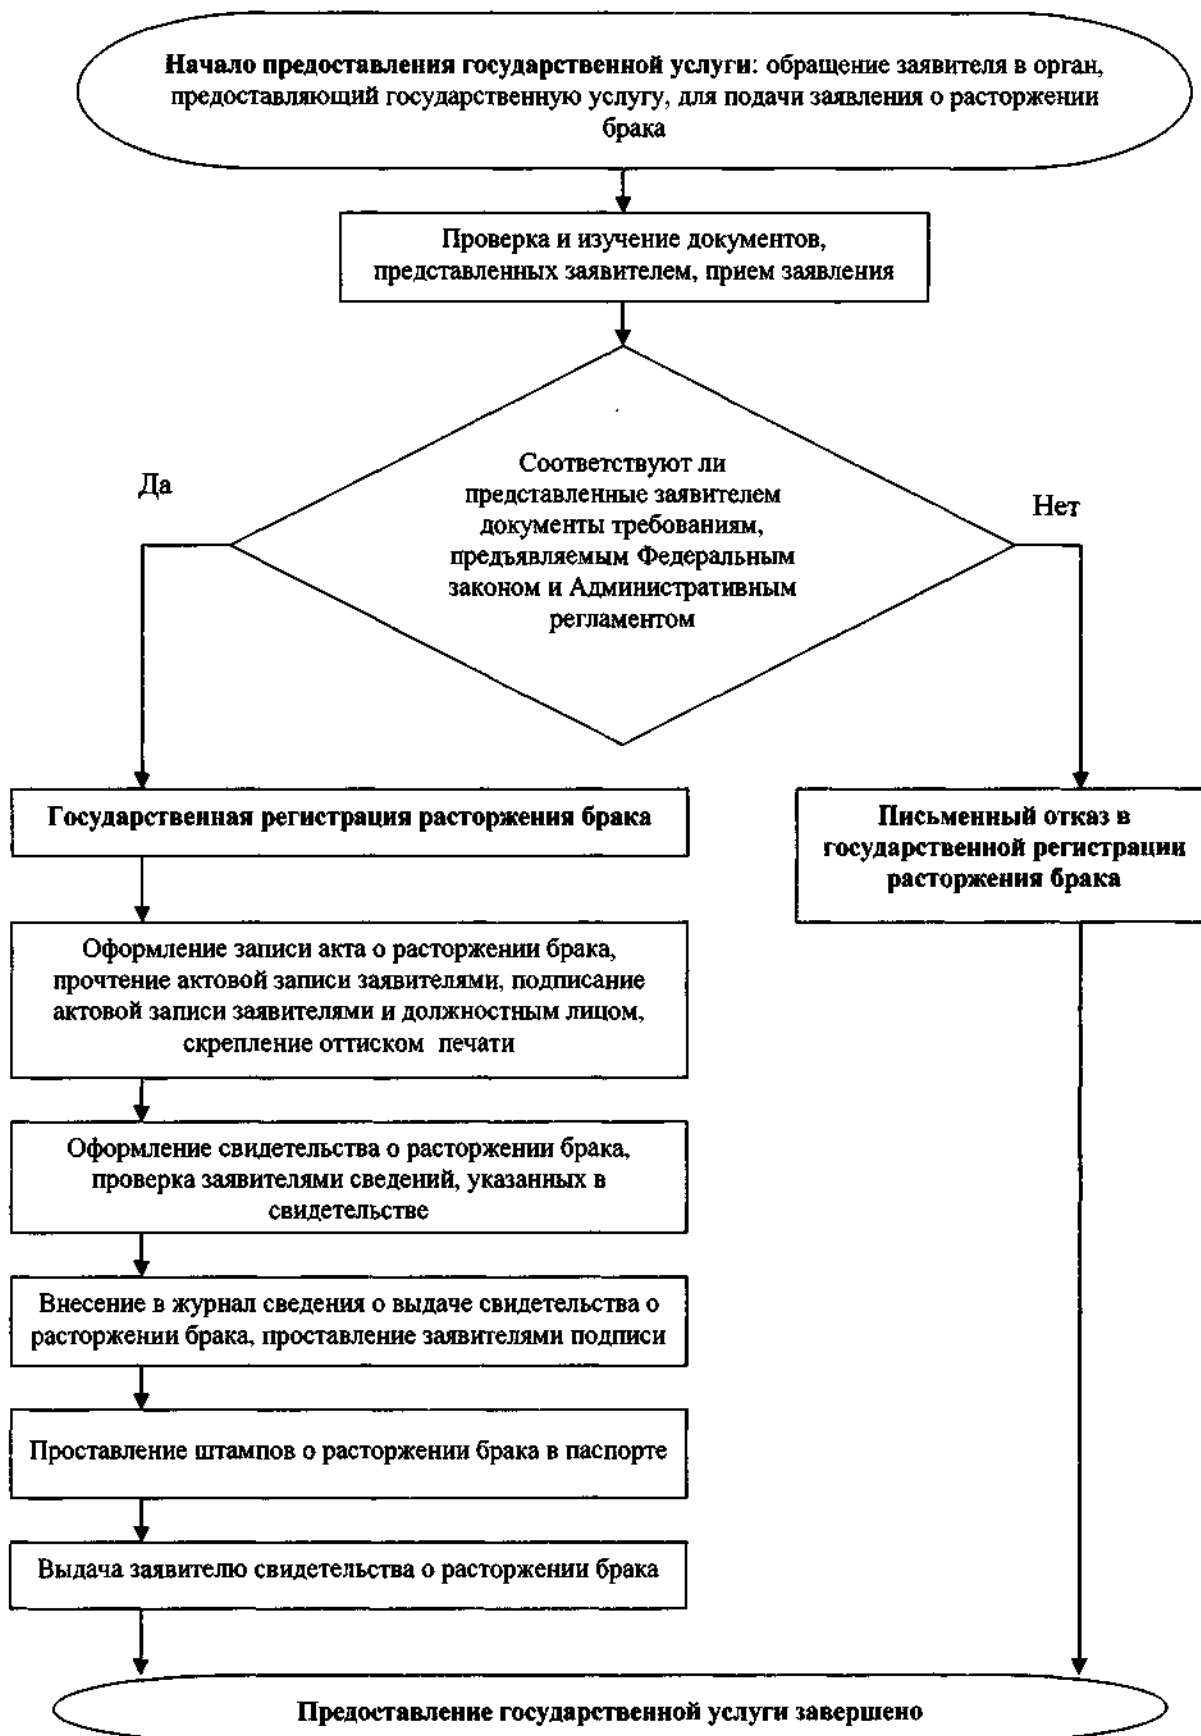 Начало предоставления государственной услуги: обращение заявителя в орган,
предоставляющий государственную услугу, для подачи заявления о расторжении
брака
Проверка и изучение документов,
представленных заявителем, прием заявления
Соответствуют ли
представленные заявителем
документы требованиям,
предъявляемым Федеральным
законом и Административным
регламентом
Да
Нет
Государственная регистрация расторжения брака
Письменный отказ в
государственной регистрации
расторжения брака
Оформление записи акта о расторжении брака,
прочтение актовой записи заявителями, подписание
актовой записи заявителями и должностным лицом,
скрепление оттиском печати
Оформление свидетельства о расторжении брака,
проверка заявителями сведений, указанных в
свидетельстве
Внесение в журнал сведения о выдаче свидетельства о
расторжении брака, проставление заявителями подписи
Проставление штампов о расторжении брака в паспорте
Выдача заявителю свидетельства о расторжении брака
Предоставление государственной услуги завершено